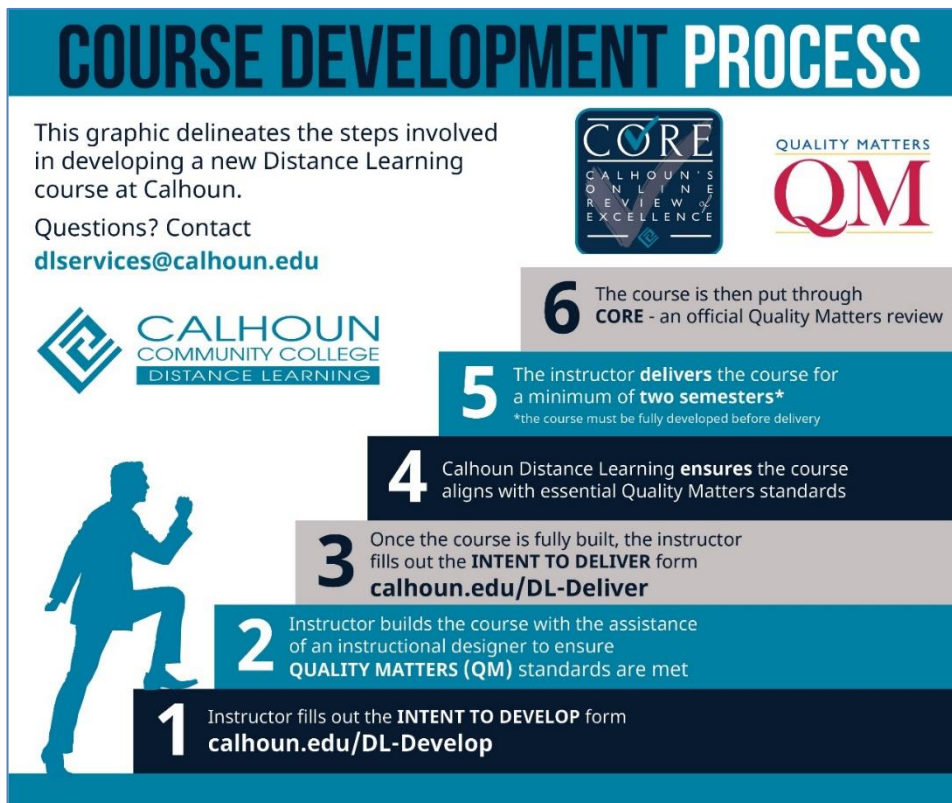 COURSE DEVELOPMENT PROCESS
This graphic delineates the steps involved
in developing a new Distance Learning
course at Calhoun.
Questions? Contact
dlservices@calhoun.edu
CALHOUN
COMMUNITY COLLEGE
DISTANCE LEARNING
CORE
CALHOUN'S
ONLINE
REVIEW of
EXCELLENCE
QUALITY MATTERS
QM
6 The course is then put through
CORE - an official Quality Matters review
5 The instructor delivers the course for
a minimum of two semesters*
*the course must be fully developed before delivery
4 Calhoun Distance Learning ensures the course
aligns with essential Quality Matters standards
3 Once the course is fully built, the instructor
fills out the INTENT TO DELIVER form
calhoun.edu/DL-Deliver
2 Instructor builds the course with the assistance
of an instructional designer to ensure
QUALITY MATTERS (QM) standards are met
1 Instructor fills out the INTENT TO DEVELOP form
calhoun.edu/DL-Develop